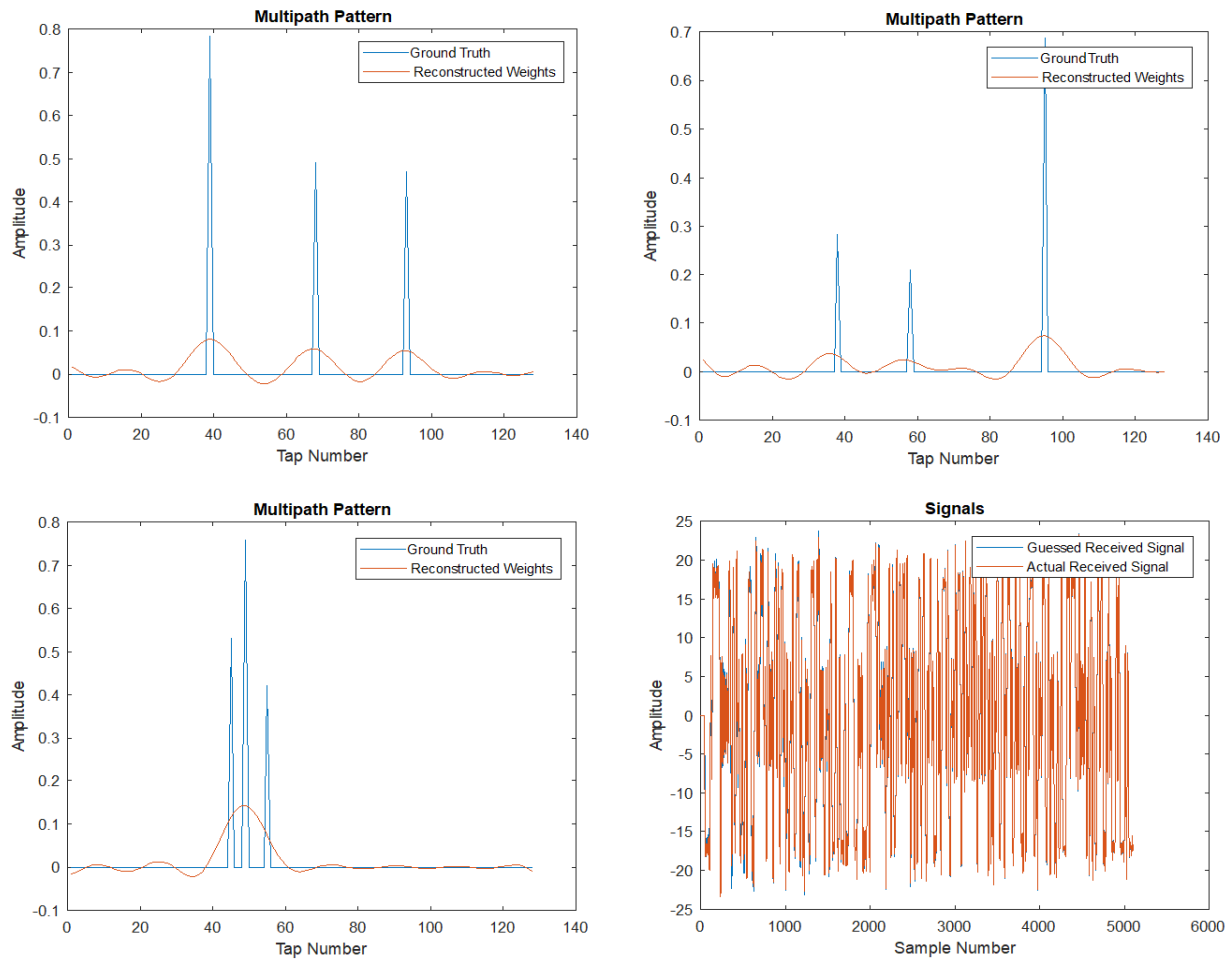 Multipath Pattern
Ground Truth
Reconstructed Weights
Amplitude
0.8
0.7
0.6
0.5
0.4
0.3
0.2
0.1
0
-0.1
0 20 40 60 80 100 120 140
Tap Number
Multipath Pattern
Ground Truth
Reconstructed Weights
Amplitude
0.7
0.6
0.5
0.4
0.3
0.2
0.1
0
-0.1
0 20 40 60 80 100 120 140
Tap Number
Multipath Pattern
Ground Truth
Reconstructed Weights
Amplitude
0.8
0.7
0.6
0.5
0.4
0.3
0.2
0.1
0
-0.1
0 20 40 60 80 100 120 140
Tap Number
Signals
Guessed Received Signal
Actual Received Signal
Amplitude
25
20
15
10
5
0
-5
-10
-15
-20
-25
0 1000 2000 3000 4000 5000 6000
Sample Number